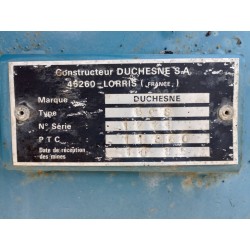 Constructeur DUCHESNE S.A.
45260-LORRIS (.FRANCE.)
Marque DUCHESNE
Type
N° Série
P T C
Date de réception
des mines